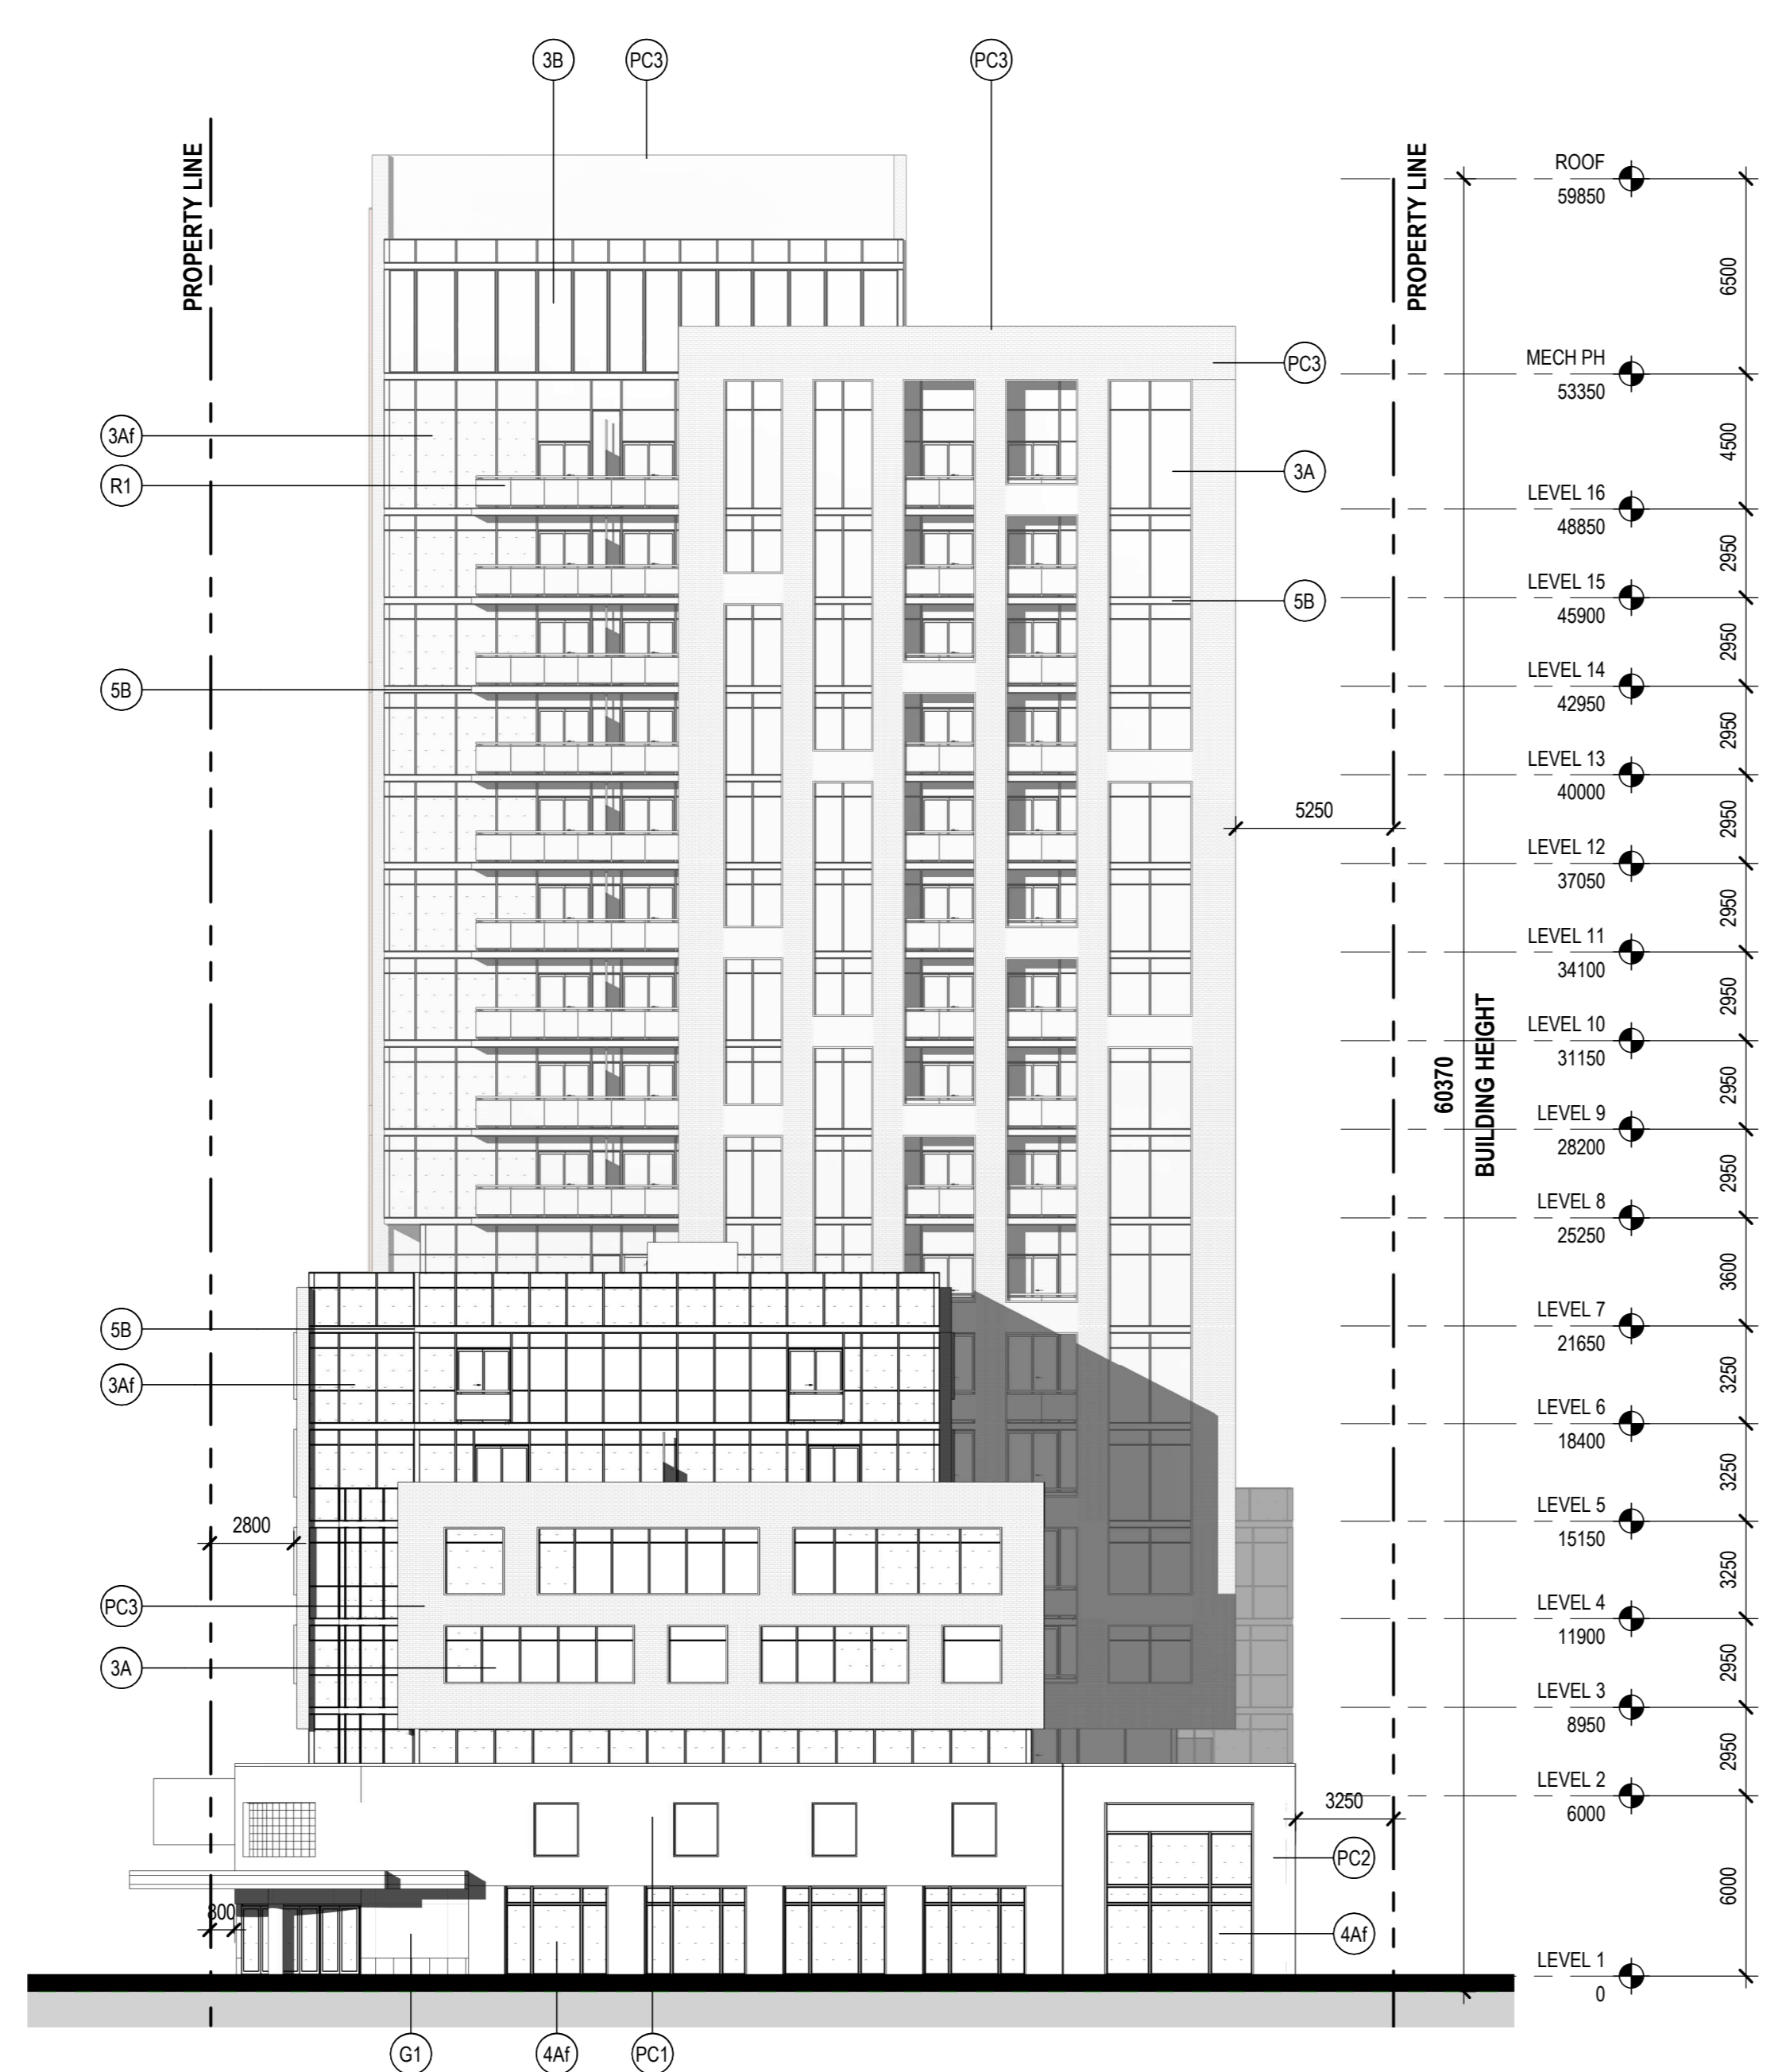 3B
PC3
PC3
PROPERTY LINE
PROPERTY LINE
ROOF
59850
6500
PC3
MECH PH
53350
3Af
3A
4500
R1
LEVEL 16
48850
2950
5B
LEVEL 15
45900
2950
5B
LEVEL 14
42950
2950
LEVEL 13
40000
5250
2950
LEVEL 12
37050
2950
LEVEL 11
34100
2950
LEVEL 10
31150
60370
BUILDING HEIGHT
2950
LEVEL 9
28200
2950
LEVEL 8
25250
3600
5B
LEVEL 7
21650
3Af
3250
LEVEL 6
18400
3250
2800
LEVEL 5
15150
3250
PC3
LEVEL 4
11900
3A
2950
LEVEL 3
8950
2950
LEVEL 2
6000
3250
PC2
6000
800
4Af
LEVEL 1
0
G1
4Af
PC1